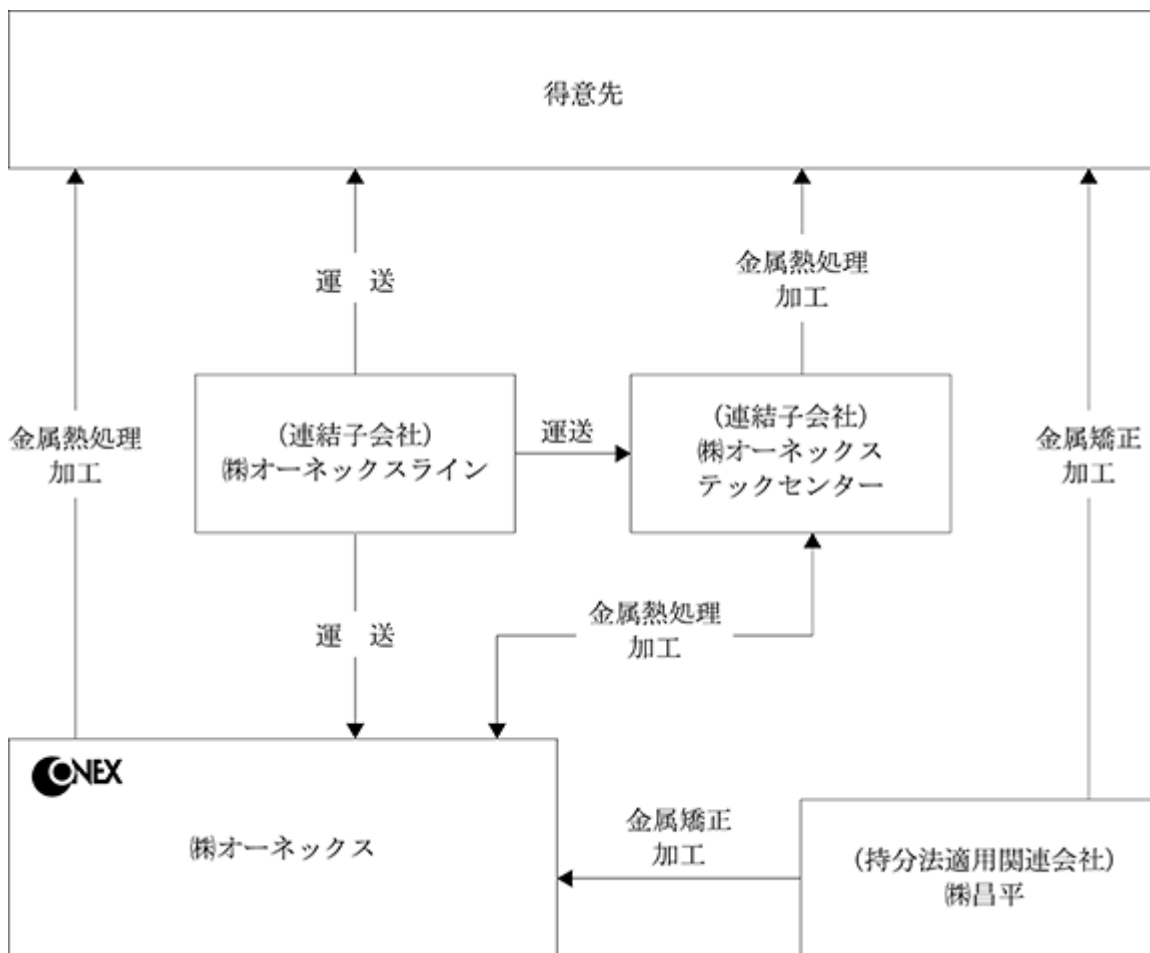 得意先
運　送
金属熱処理
加工
金属熱処理
加工
(連結子会社)
㈱オーネックスライン
運送
(連結子会社)
㈱オーネックス
テックセンター
金属矯正
加工
運　送
金属熱処理
加工
ONEX
㈱オーネックス
金属矯正
加工
(持分法適用関連会社)
㈱昌平